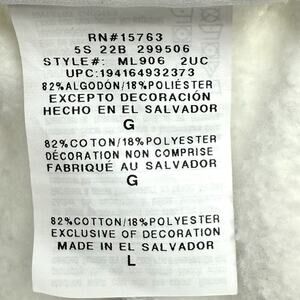 RN#15763
5S 22B 299506
STYLE#: ML906 2UC
UPC:194164932373
82%ALGODÓN/18%POLIÉSTER
EXCEPTO DECORACIÓN
HECHO EN EL SALVADOR
G
82%COTON/18%POLYESTER
DÉCORATION NON COMPRISE
FABRIQUÉ AU SALVADOR
G
82%COTTON/18%POLYESTER
EXCLUSIVE OF DECORATION
MADE IN EL SALVADOR
L